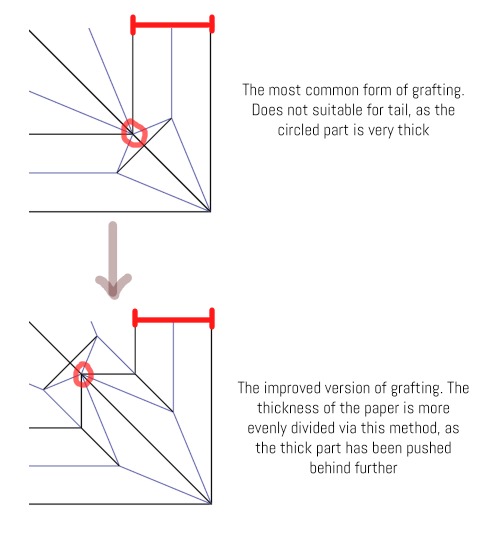 The most common form of grafting.
Does not suitable for tail, as the
circled part is very thick
The improved version of grafting. The
thickness of the paper is more
evenly divided via this method, as
the thick part has been pushed
behind further